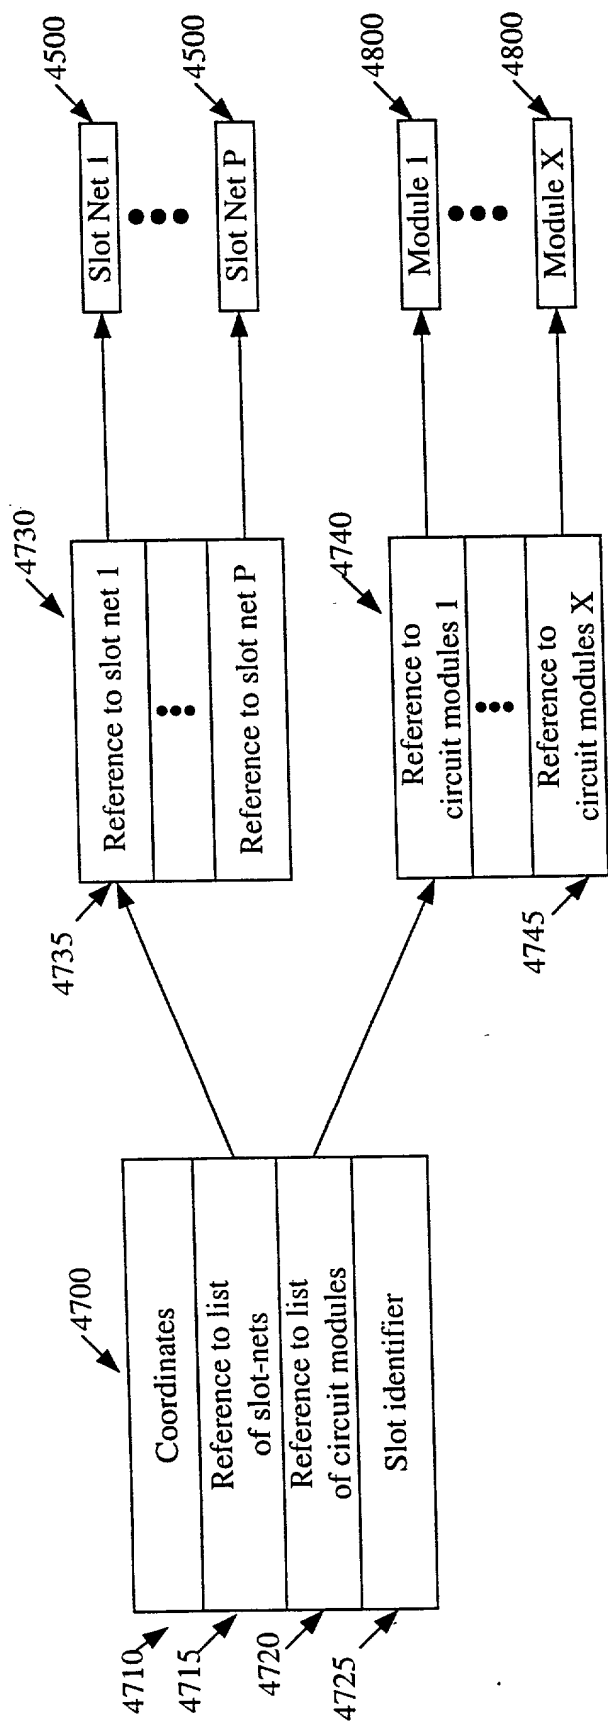 4700
4710
Coordinates
4715
Reference to list
of slot-nets
4720
Reference to list
of circuit modules
4725
Slot identifier
4730
4735
Reference to slot net 1
Reference to slot net P
4740
Reference to
circuit modules 1
4745
Reference to
circuit modules X
4500
Slot Net 1
4500
Slot Net P
4800
Module 1
4800
Module X